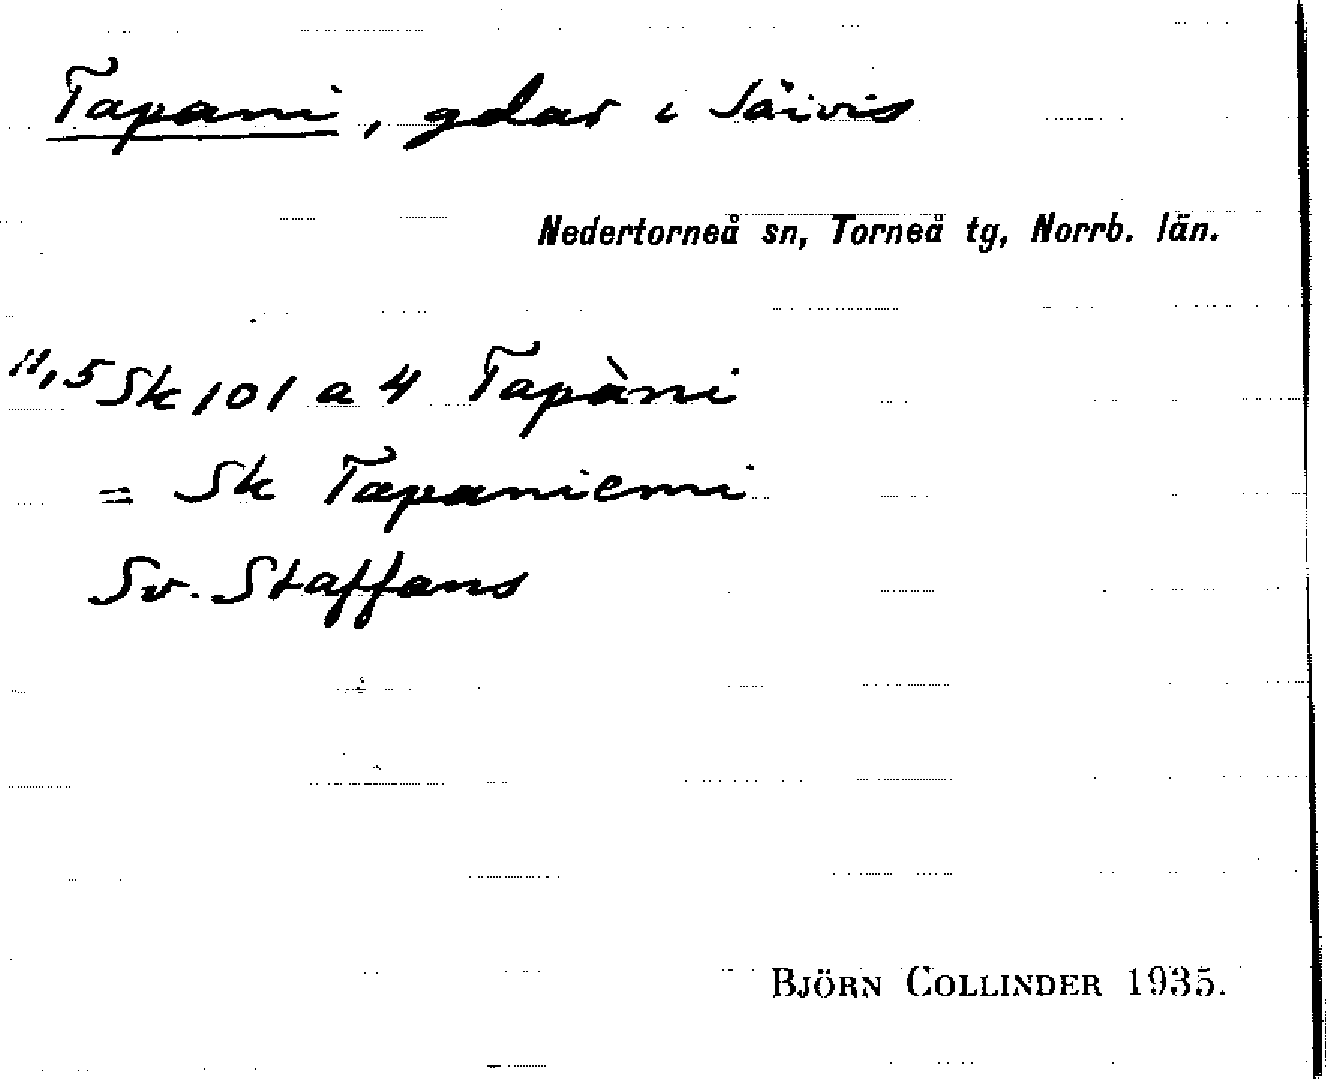 Tapani, gdar i Säivis
Nedertorneå sn, Torneå tg, Norrb. län.
11,5 Sk 101 a 4 Tapàni
= Sk Tapaniemi
Sv. Staffans
BJÖRN COLLINDER 1935.